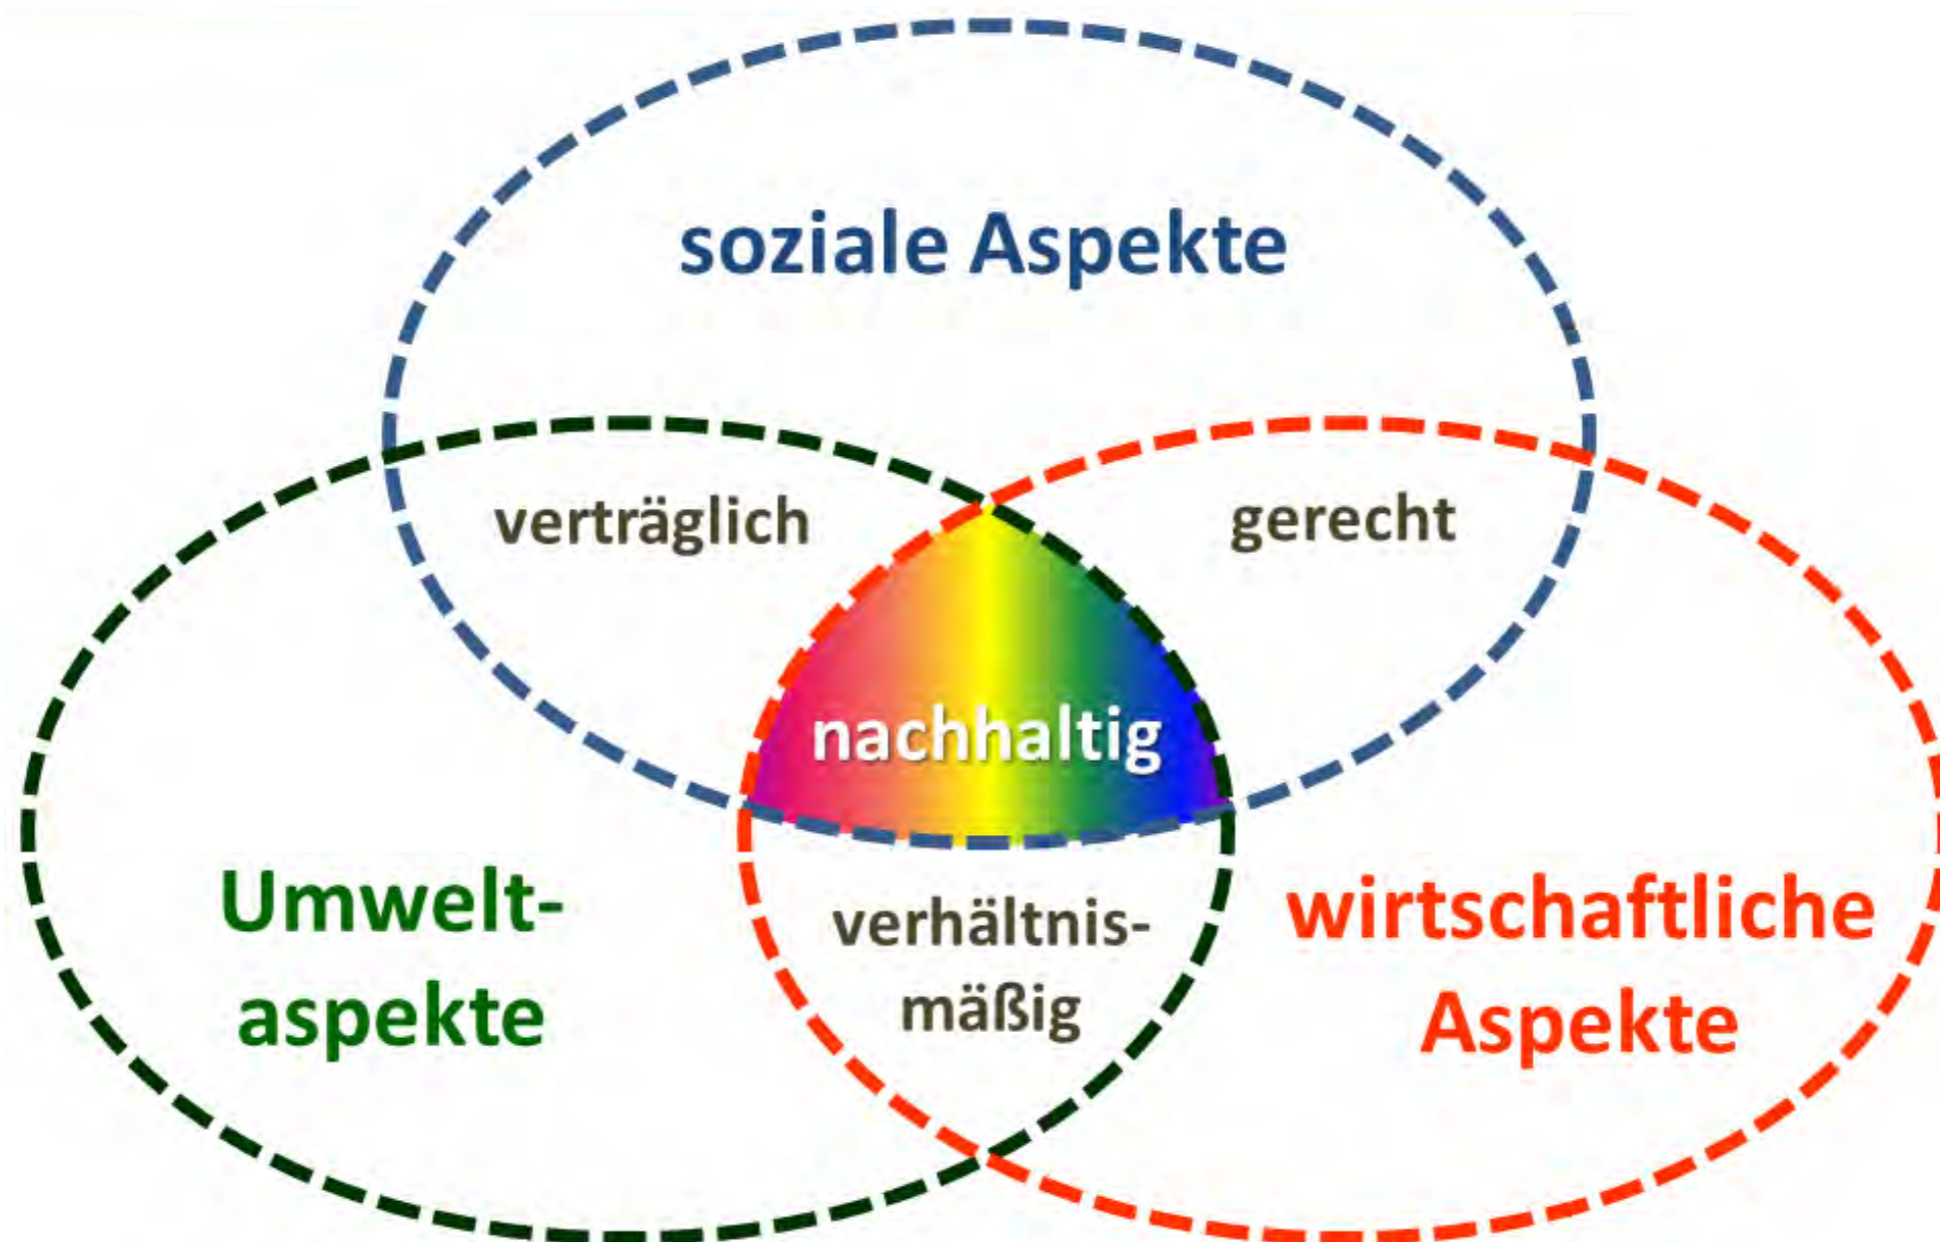 soziale Aspekte
verträglich
gerecht
nachhaltig
Umwelt-
aspekte
verhältnis-
mäßig
wirtschaftliche
Aspekte